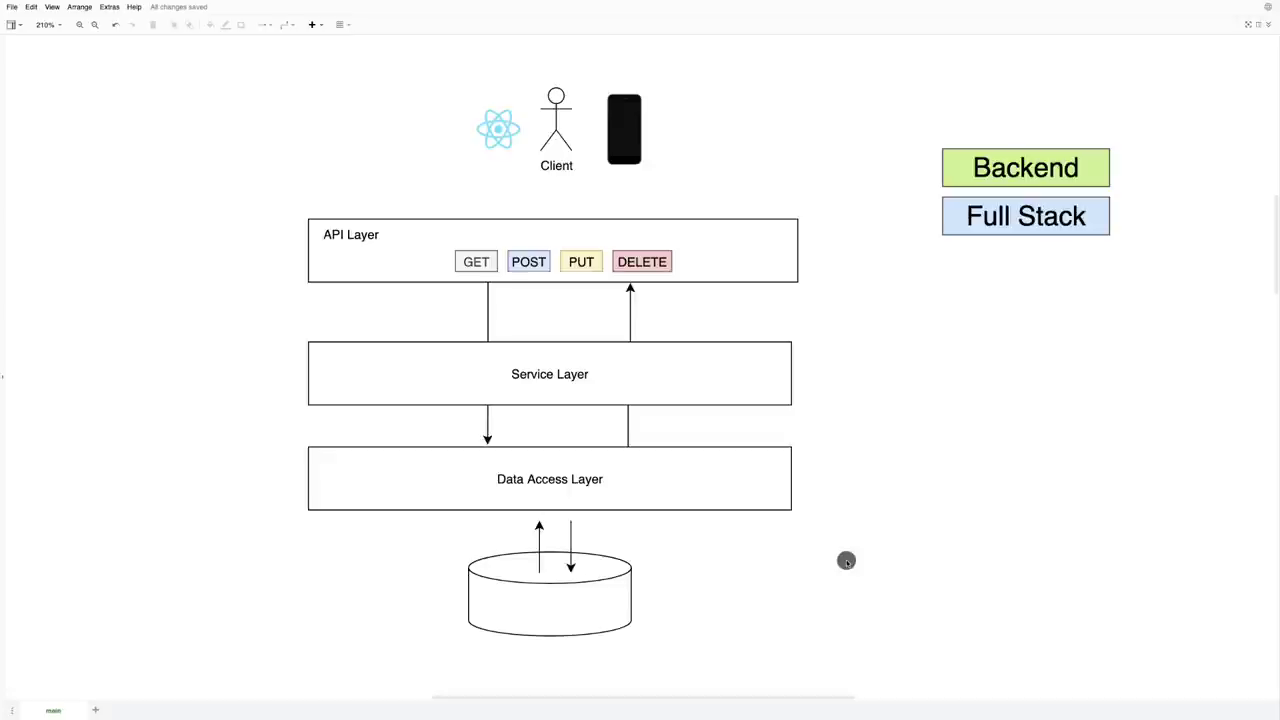 File Edit View Arrange Extras Help All changes saved
210%
Client
Backend
Full Stack
API Layer
GET POST PUT DELETE
Service Layer
Data Access Layer
main